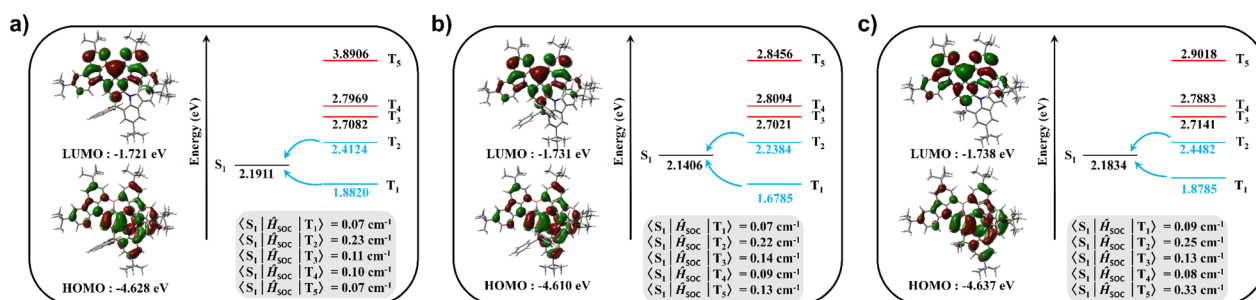 a)
LUMO : -1.721 eV
HOMO : -4.628 eV
Energy (eV)
S1
2.1911
3.8906 T5
2.7969 T4
T3
2.7082
2.4124 T2
1.8820 T1
⟨S1 | ĤSOC | T1⟩ = 0.07 cm-1
⟨S1 | ĤSOC | T2⟩ = 0.23 cm-1
⟨S1 | ĤSOC | T3⟩ = 0.11 cm-1
⟨S1 | ĤSOC | T4⟩ = 0.10 cm-1
⟨S1 | ĤSOC | T5⟩ = 0.07 cm-1
b)
LUMO : -1.731 eV
HOMO : -4.610 eV
Energy (eV)
S1
2.1406
2.8456 T5
2.8094 T4
T3
2.7021
2.2384 T2
1.6785 T1
⟨S1 | ĤSOC | T1⟩ = 0.07 cm-1
⟨S1 | ĤSOC | T2⟩ = 0.22 cm-1
⟨S1 | ĤSOC | T3⟩ = 0.14 cm-1
⟨S1 | ĤSOC | T4⟩ = 0.09 cm-1
⟨S1 | ĤSOC | T5⟩ = 0.13 cm-1
c)
LUMO : -1.738 eV
HOMO : -4.637 eV
Energy (eV)
S1
2.1834
2.9018 T5
2.7883 T4
T3
2.7141
2.4482 T2
1.8785 T1
⟨S1 | ĤSOC | T1⟩ = 0.09 cm-1
⟨S1 | ĤSOC | T2⟩ = 0.25 cm-1
⟨S1 | ĤSOC | T3⟩ = 0.13 cm-1
⟨S1 | ĤSOC | T4⟩ = 0.08 cm-1
⟨S1 | ĤSOC | T5⟩ = 0.33 cm-1